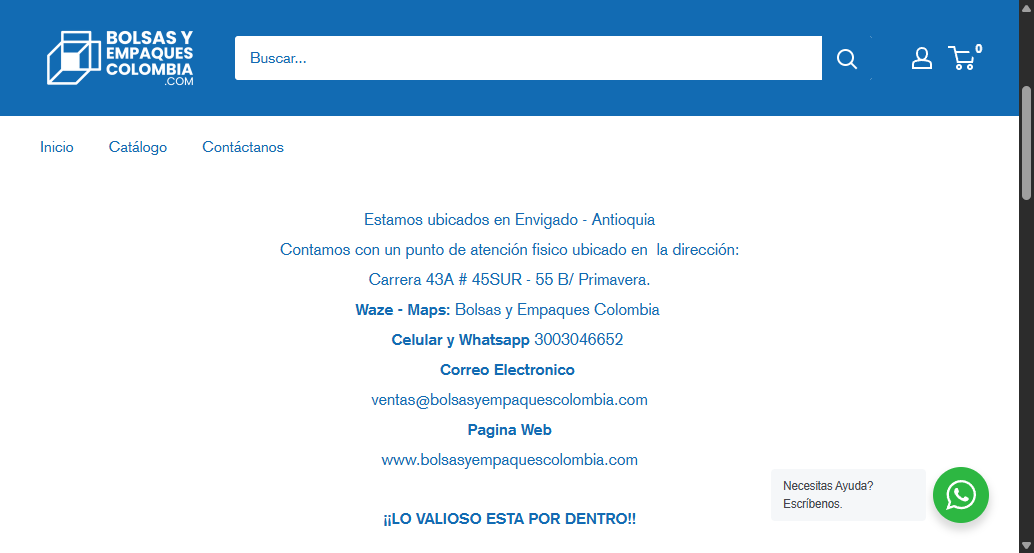 BOLSAS Y
EMPAQUES
COLOMBIA
.COM
Buscar...
0
Inicio
Catálogo
Contáctanos
Estamos ubicados en Envigado - Antioquia
Contamos con un punto de atención fisico ubicado en  la dirección:
Carrera 43A # 45SUR - 55 B/ Primavera.
Waze - Maps: Bolsas y Empaques Colombia
Celular y Whatsapp 3003046652
Correo Electronico
ventas@bolsasyempaquescolombia.com
Pagina Web
www.bolsasyempaquescolombia.com
¡¡LO VALIOSO ESTA POR DENTRO!!
Necesitas Ayuda?
Escríbenos.